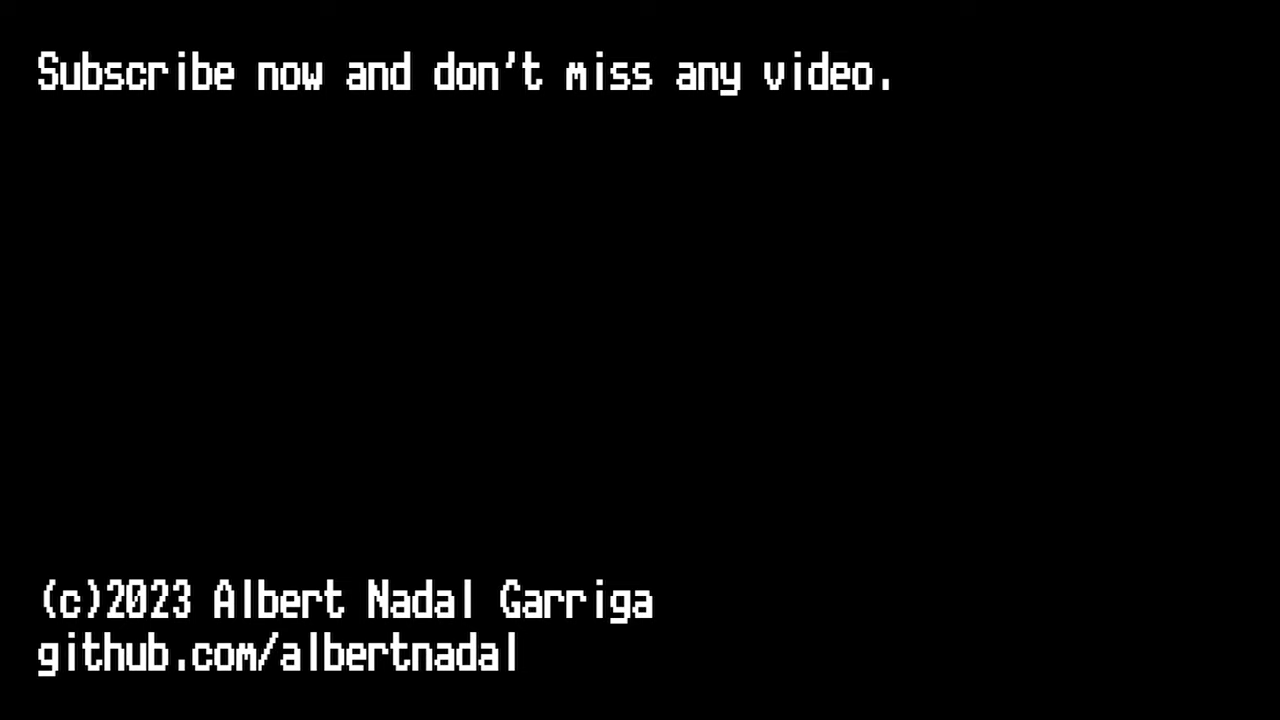 Subscribe now and don't miss any video.
(c)2023 Albert Nadal Garriga
github.com/albertnadal